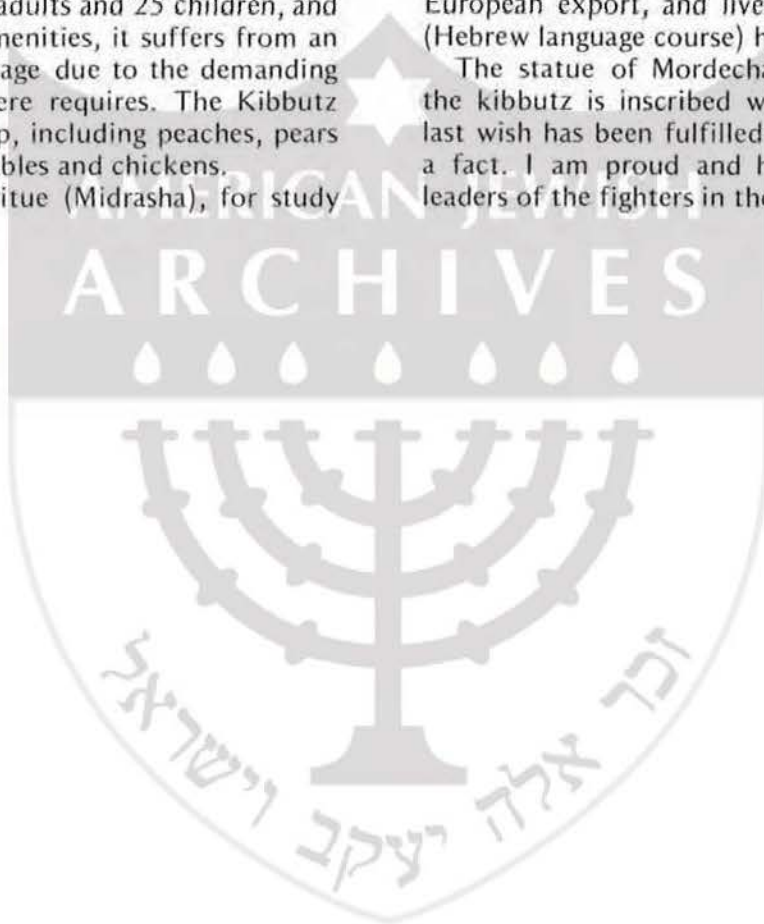 adults and 25 children, and
menities, it suffers from an
age due to the demanding
ere requires. The Kibbutz
p, including peaches, pears
bles and chickens.
itue (Midrasha), for study
European export, and live
(Hebrew language course) h
The statue of Mordecha
the kibbutz is inscribed w
last wish has been fulfilled
a fact. I am proud and h
leaders of the fighters in the
AMERICAN JEWISH
ARCHIVES
זכר אלה יעקב וישראל